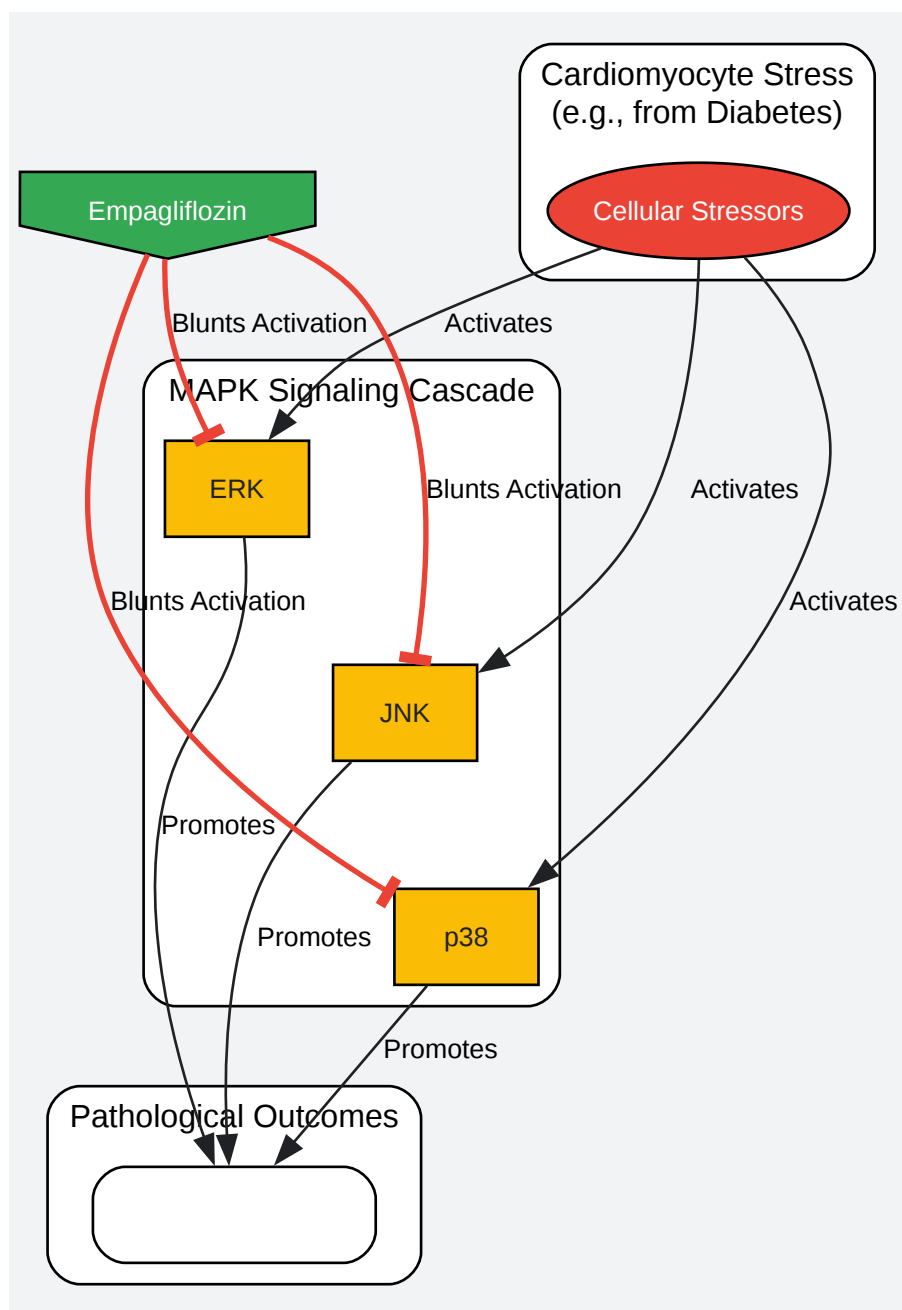 Cardiomyocyte Stress
(e.g., from Diabetes)
Empagliflozin
Cellular Stressors
Blunts Activation
Activates
MAPK Signaling Cascade
ERK
Blunts Activation
Activates
Blunts Activation
Activates
JNK
Promotes
Promotes
p38
Promotes
Pathological Outcomes